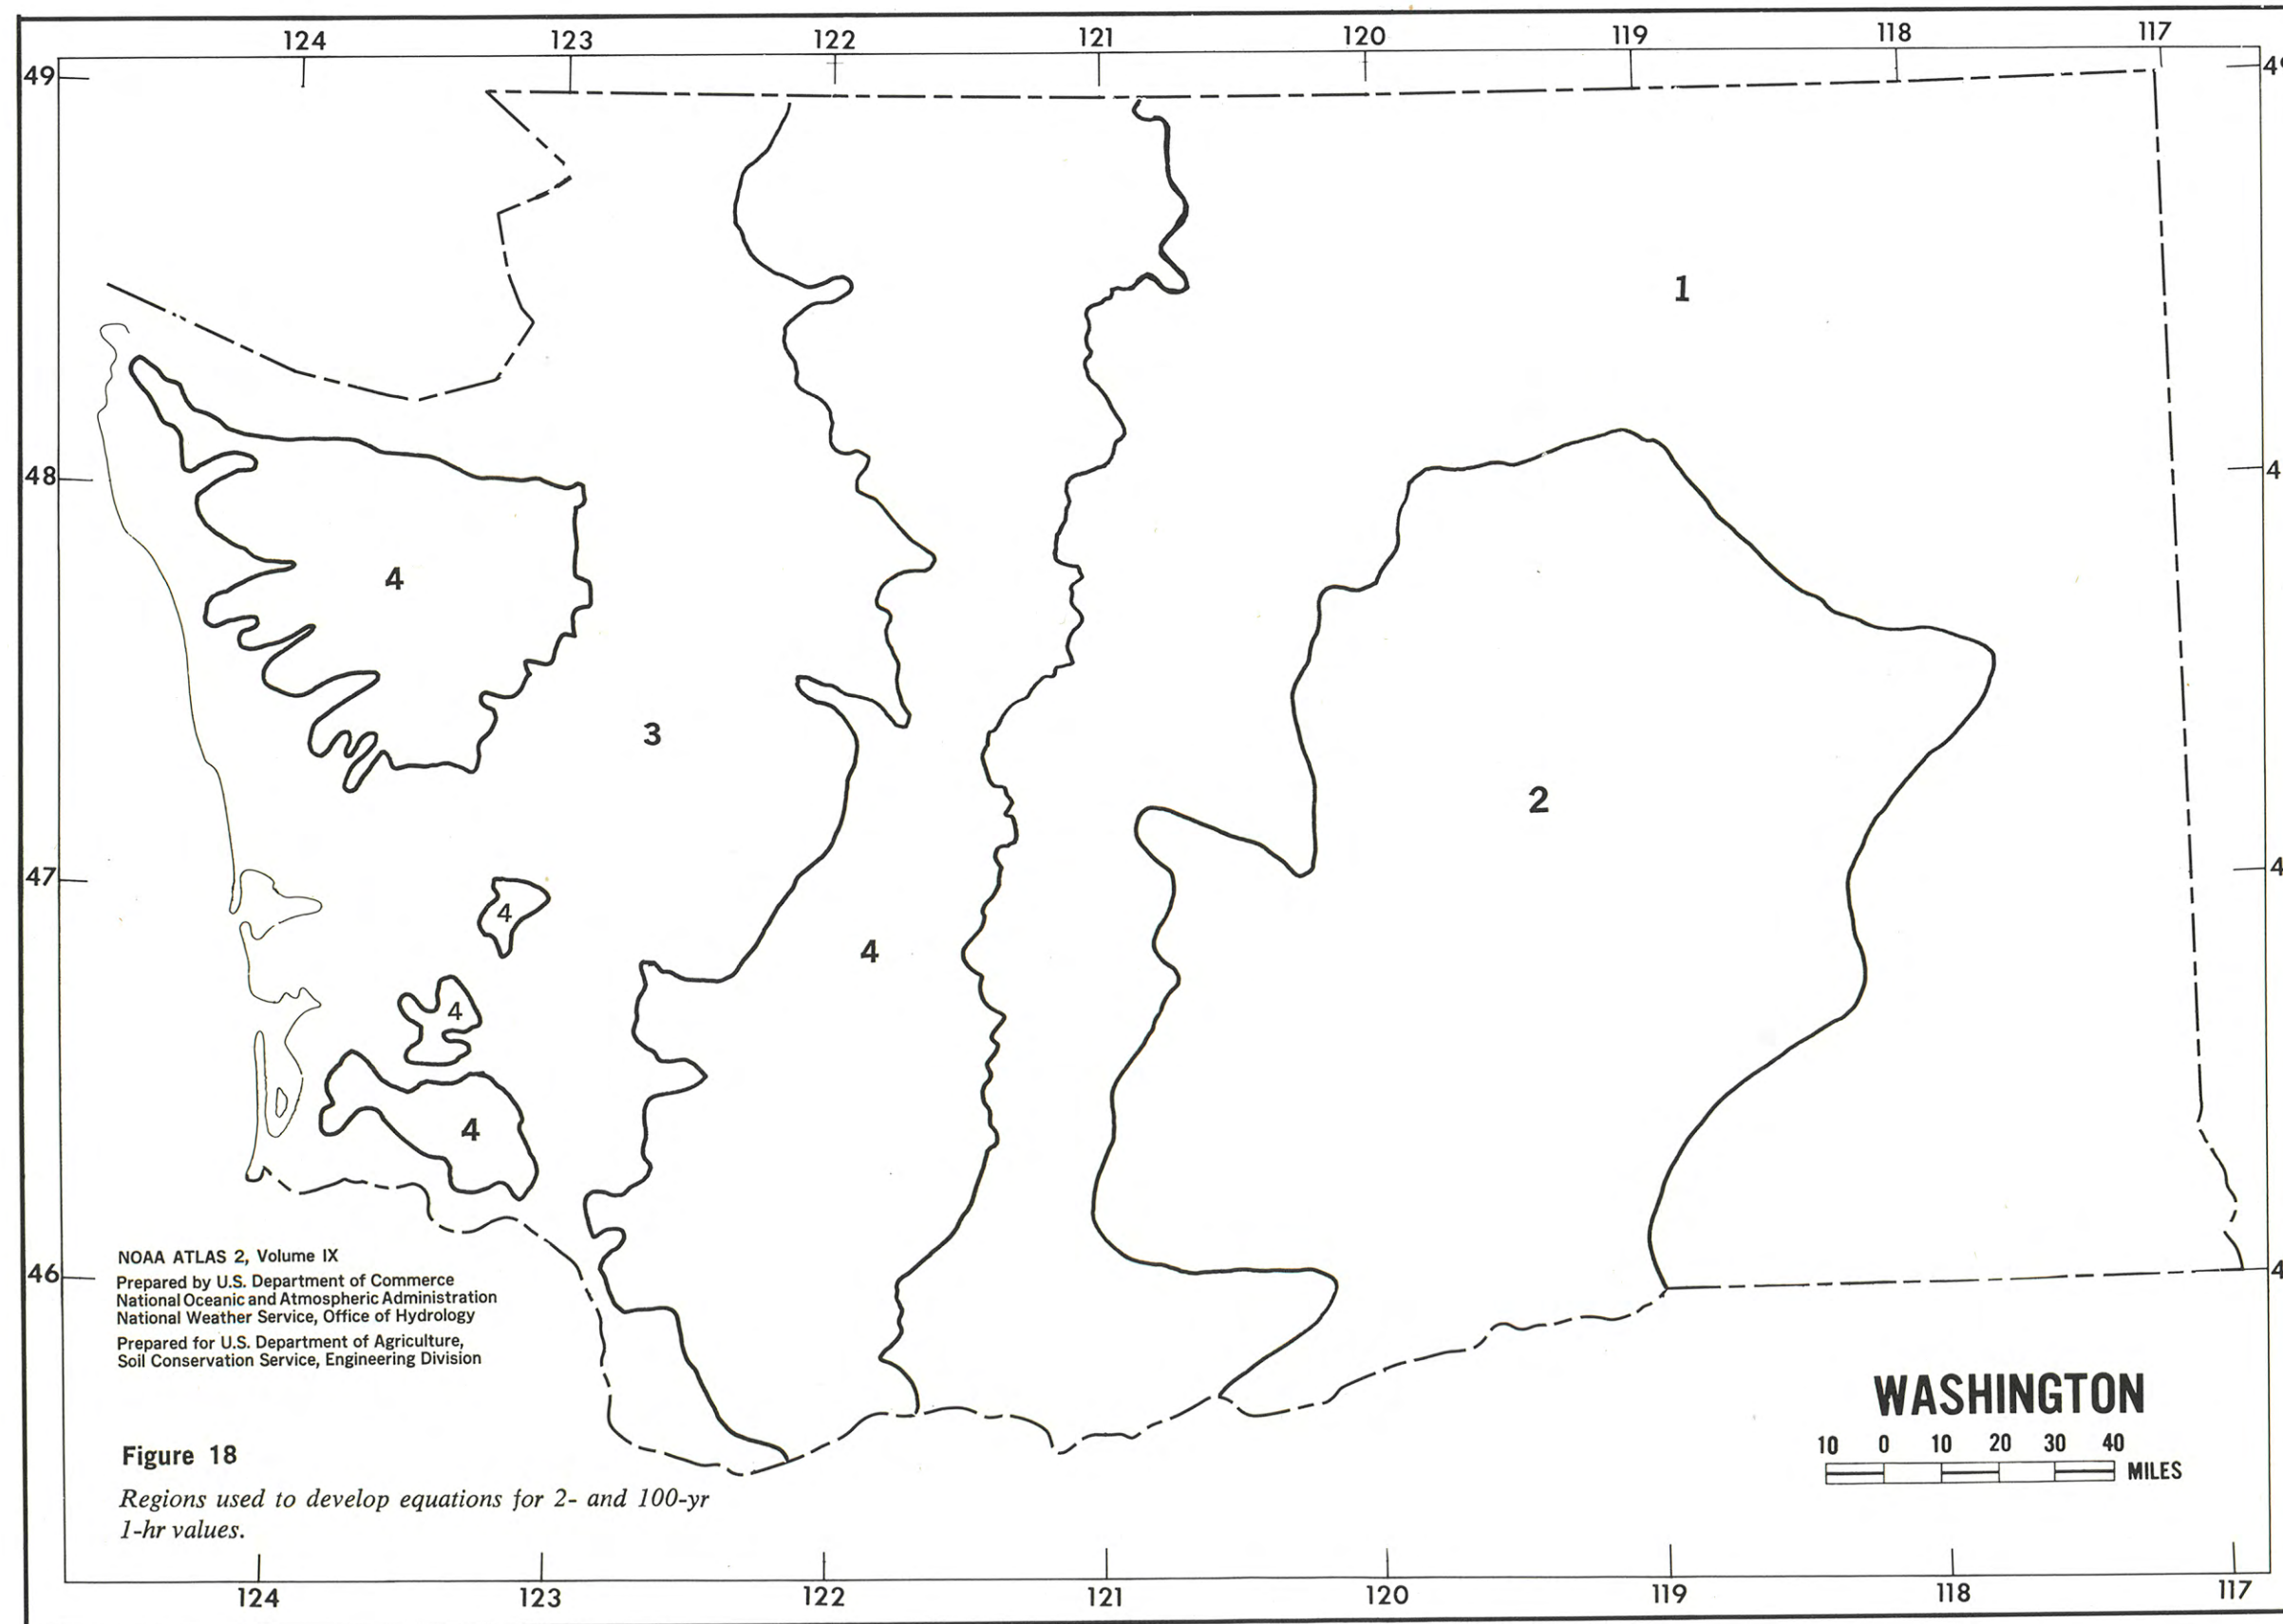 124 123 122 121 120 119 118 117
49
1
48 4
4
3
2
47 4
4
4
4
4
46 4
NOAA ATLAS 2, Volume IX
Prepared by U.S. Department of Commerce
National Oceanic and Atmospheric Administration
National Weather Service, Office of Hydrology
Prepared for U.S. Department of Agriculture,
Soil Conservation Service, Engineering Division
WASHINGTON
10 0 10 20 30 40
MILES
Figure 18
Regions used to develop equations for 2- and 100-yr
1-hr values.
124 123 122 121 120 119 118 117